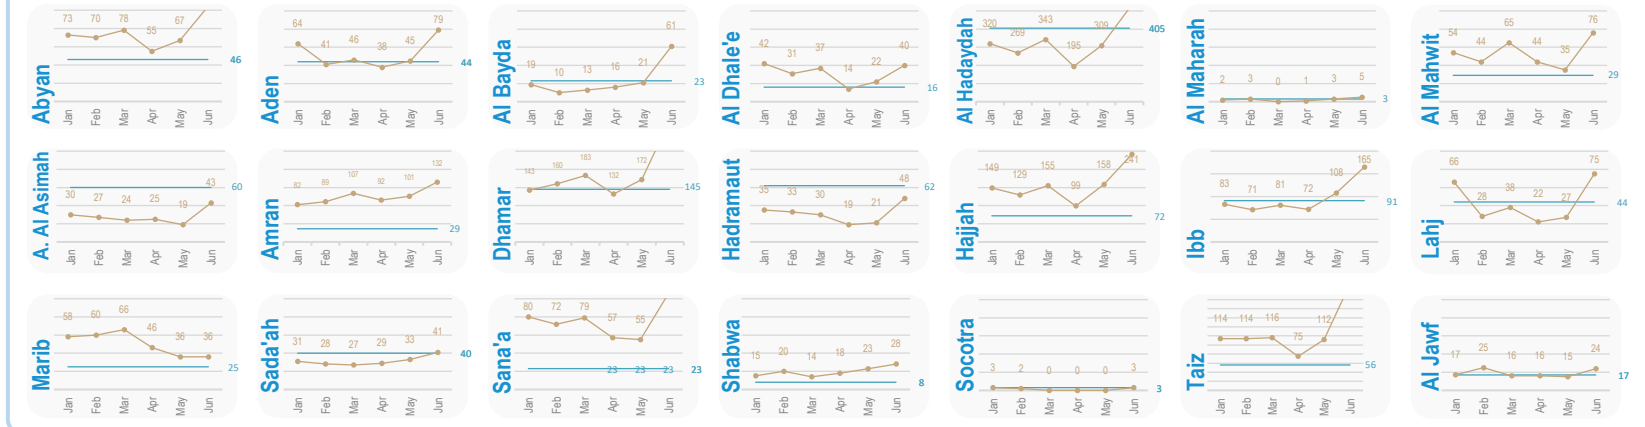 Abyan
73 70 78 55 67
46
Jan Feb Mar Apr May Jun
Aden
64 41 46 38 45 79
44
Jan Feb Mar Apr May Jun
Al Bayda
19 10 13 16 21 61
23
Jan Feb Mar Apr May Jun
Al Dhale'e
42 31 37 14 22 40
16
Jan Feb Mar Apr May Jun
Al Hadaydah
320 269 343 195 309
405
Jan Feb Mar Apr May Jun
Al Maharah
2 3 0 1 3 5
3
Jan Feb Mar Apr May Jun
Al Mahwit
54 44 65 44 35 76
29
Jan Feb Mar Apr May Jun
A. Al Asimah
30 27 24 25 19 43
60
Jan Feb Mar Apr May Jun
Amran
82 89 107 92 101 132
29
Jan Feb Mar Apr May Jun
Dhamar
143 160 183 132 172
145
Jan Feb Mar Apr May Jun
Hadramaut
35 33 30 19 21 48
62
Jan Feb Mar Apr May Jun
Hajjah
149 129 155 99 158 241
72
Jan Feb Mar Apr May Jun
Ibb
83 71 81 72 108 165
91
Jan Feb Mar Apr May Jun
Lahj
66 28 38 22 27 75
44
Jan Feb Mar Apr May Jun
Marib
58 60 66 46 36 36
25
Jan Feb Mar Apr May Jun
Sada'ah
31 28 27 29 33 41
40
Jan Feb Mar Apr May Jun
Sana'a
80 72 79 57 55
23 23 23 23
Jan Feb Mar Apr May Jun
Shabwa
15 20 14 18 23 28
8
Jan Feb Mar Apr May Jun
Socotra
3 2 0 0 0 3
3
Jan Feb Mar Apr May Jun
Taiz
114 114 116 75 112
56
Jan Feb Mar Apr May Jun
Al Jawf
17 25 16 16 15 24
17
Jan Feb Mar Apr May Jun